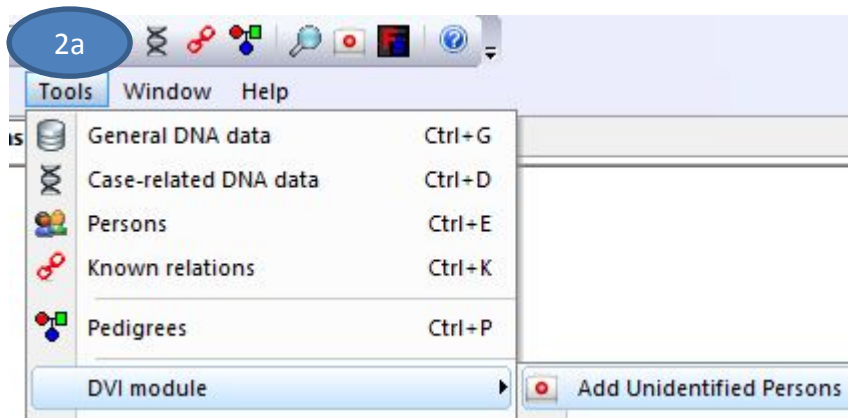 2a
Tools Window Help
General DNA data Ctrl+G
Case-related DNA data Ctrl+D
Persons Ctrl+E
Known relations Ctrl+K
Pedigrees Ctrl+P
DVI module Add Unidentified Persons